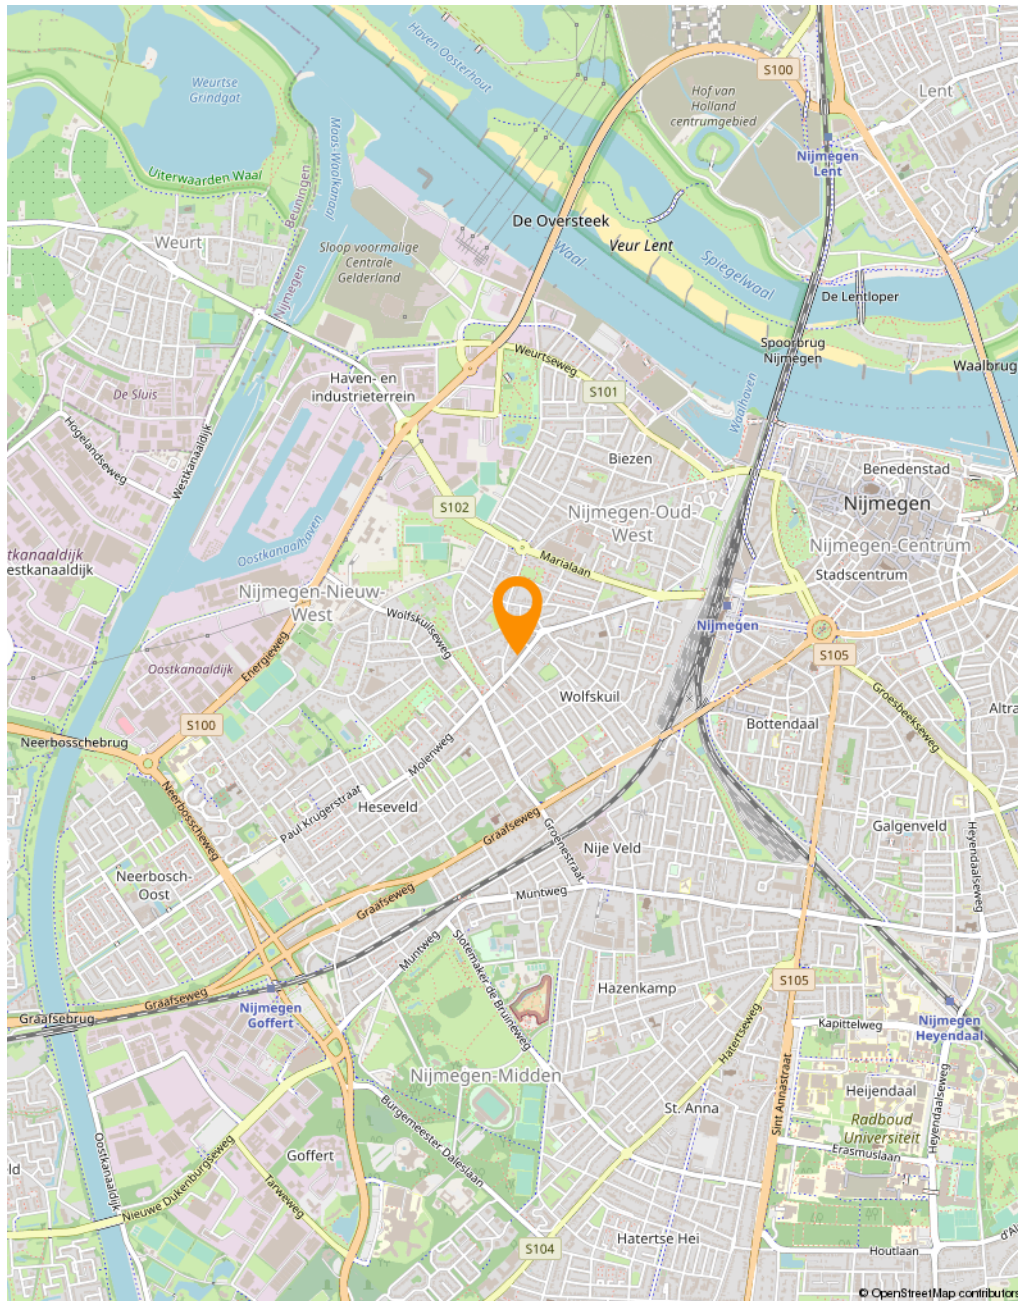 Haven Oosterhout
S100
Lent
Weurtse
Grindgat
Hof van
Holland
centrumgebied
Maas-Waalkanaal
Nijmegen
Lent
Uiterwaarden Waal
Beuningen
De Oversteek
Weurt
Sloop voormalige
Centrale
Gelderland
Waal
Veur Lent
Spiegelwaal
Nijmegen
De Lentloper
Spoorbrug
Nijmegen
Weurtseweg
Waalbrug
Haven- en
industrieterrein
De Sluis
S101
Waalhaven
Hogelandseweg
Westkanaaldijk
Biezen
Benedenstad
Nijmegen
S102
Nijmegen-Oud-
West
Oostkanaalhaven
Nijmegen-Centrum
tkanaaldijk
estkanaaldijk
Marialaan
Stadscentrum
Nijmegen-Nieuw-
West
Wolfskuilseweg
Nijmegen
S105
Energieweg
Oostkanaaldijk
Wolfskuil
Groesbeekseweg
Altra
S100
Bottendaal
Neerbosschebrug
Molenweg
Neerbosscheweg
Paul Krugerstraat
Heseveld
Graafseweg
Groenestraat
Galgenveld
Heyendaalseweg
Nije Veld
Neerbosch-
Oost
Graafseweg
Muntweg
Muntweg
Slotemaker de Bruïneweg
S105
Hazenkamp
Graafseweg
Nijmegen
Goffert
Graafsebrug
Hatertseweg
Kapittelweg
Nijmegen
Heyendaal
Nijmegen-Midden
Sint Annastraat
Heijendaal
Heyendaalseweg
Burgemeester Daleslaan
St. Anna
Radboud
Universiteit
Oostkanaaldijk
Goffert
Erasmuslaan
ld
Nieuwe Dukenburgseweg
Tarweweg
S104
Hatertse Hei
Houtlaan
d'Al
© OpenStreetMap contributors